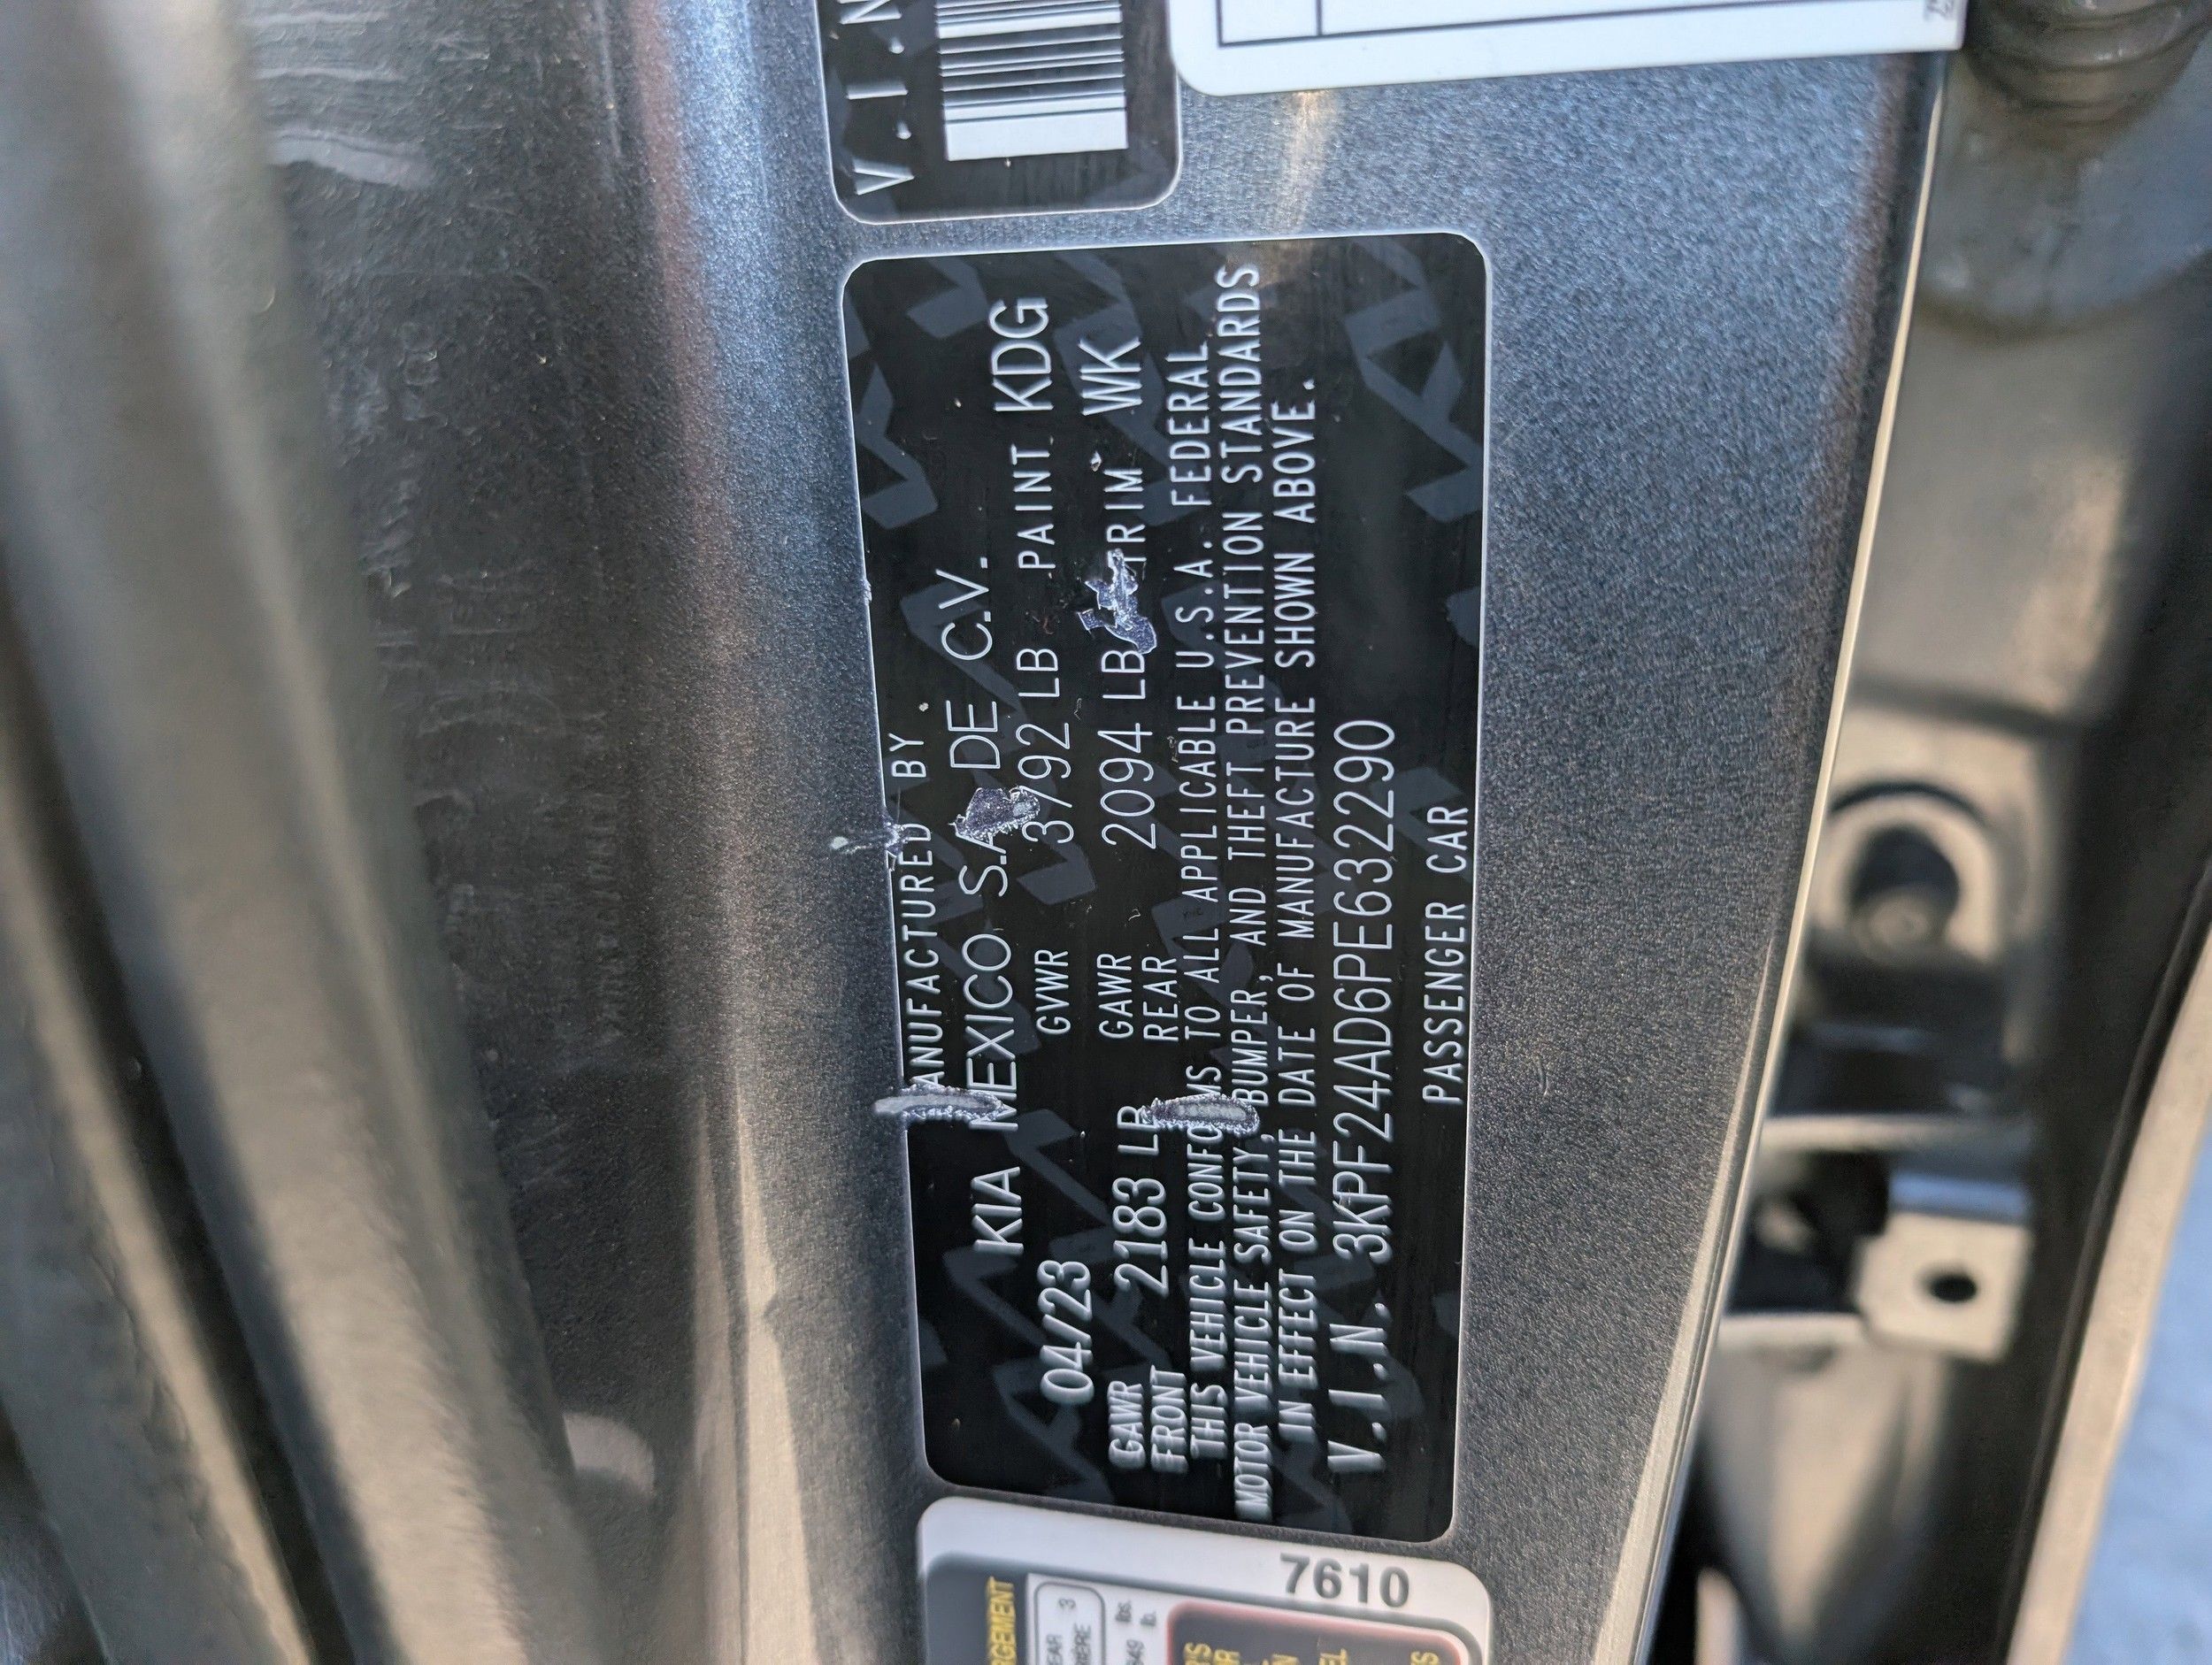 V.I.N
MANUFACTURED BY
KIA MEXICO S.A DE C.V.
04/23 GVWR 3792 LB PAINT KDG
GAWR FRONT 2183 LB GAWR REAR 2094 LB TRIM WK
THIS VEHICLE CONFORMS TO ALL APPLICABLE U.S.A. FEDERAL
MOTOR VEHICLE SAFETY, BUMPER, AND THEFT PREVENTION STANDARDS
IN EFFECT ON THE DATE OF MANUFACTURE SHOWN ABOVE.
V.I.N. 3KPF24AD6PE632290
PASSENGER CAR
7610